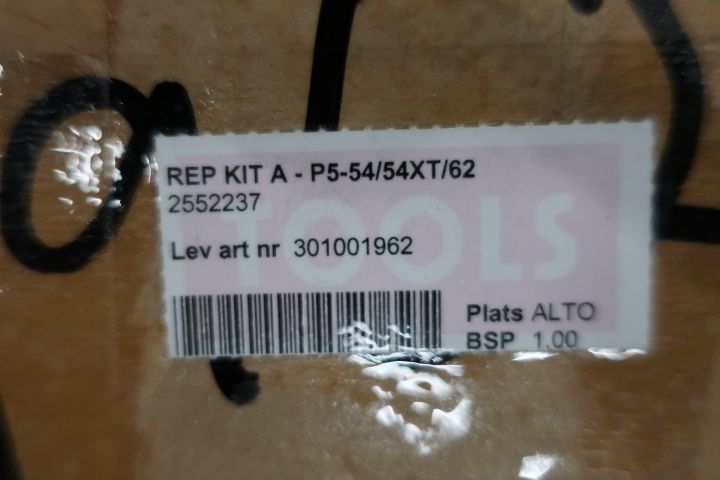 REP KIT A - P5-54/54XT/62
2552237
TOOLS
Lev art nr 301001962
Plats ALTO
BSP 1,00